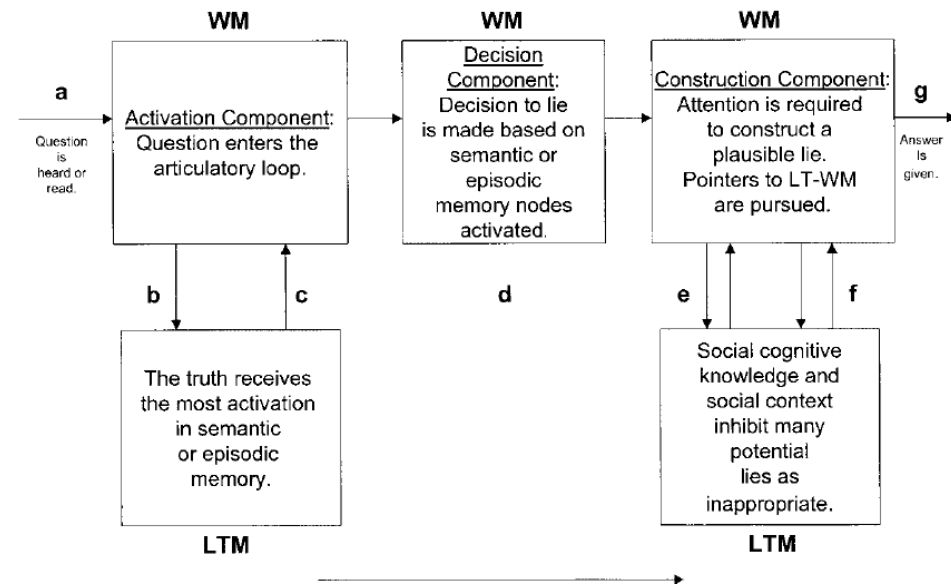 WM
WM
WM
a
Question
is
heard or
read.
Activation Component:
Question enters the
articulatory loop.
Decision
Component:
Decision to lie
is made based on
semantic or
episodic
memory nodes
activated.
Construction Component:
Attention is required
to construct a
plausible lie.
Pointers to LT-WM
are pursued.
g
Answer
Is
given.
b
c
d
e
f
The truth receives
the most activation
in semantic
or episodic
memory.
Social cognitive
knowledge and
social context
inhibit many
potential
lies as
inappropriate.
LTM
LTM